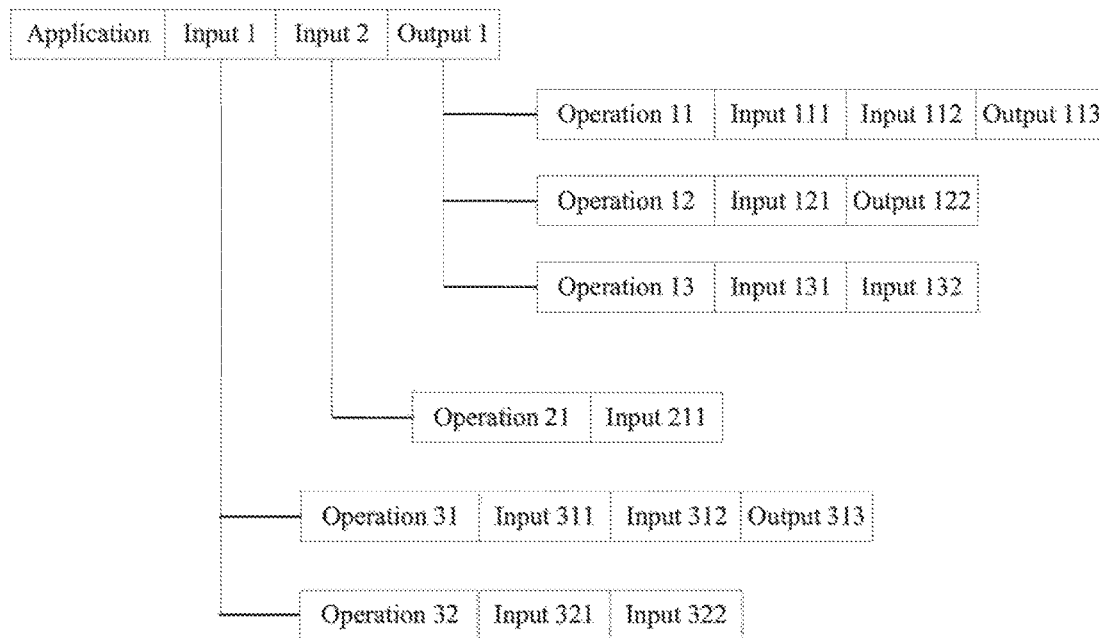 Application Input 1 Input 2 Output 1
Operation 11 Input 111 Input 112 Output 113
Operation 12 Input 121 Output 122
Operation 13 Input 131 Input 132
Operation 21 Input 211
Operation 31 Input 311 Input 312 Output 313
Operation 32 Input 321 Input 322